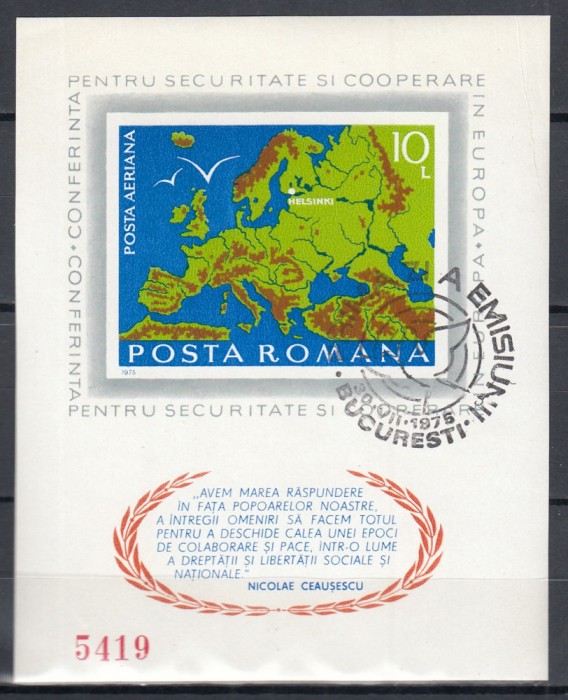 PENTRU SECURITATE SI COOPERARE
IN EUROPA •
CONFERINTA • CONFERINTA
POSTA AERIANA
10 L
HELSINKI
POSTA ROMANA
1975
PENTRU SECURITATE SI COOPERARE
A EMISIUNII
30.VII.1975
• BUCURESTI •
„AVEM MAREA RĂSPUNDERE
ÎN FAȚA POPOARELOR NOASTRE,
A ÎNTREGII OMENIRI SĂ FACEM TOTUL
PENTRU A DESCHIDE CALEA UNEI EPOCI
DE COLABORARE ȘI PACE, ÎNTR-O LUME
A DREPTĂȚII ȘI LIBERTĂȚII SOCIALE ȘI
NAȚIONALE.“
NICOLAE CEAUȘESCU
5419